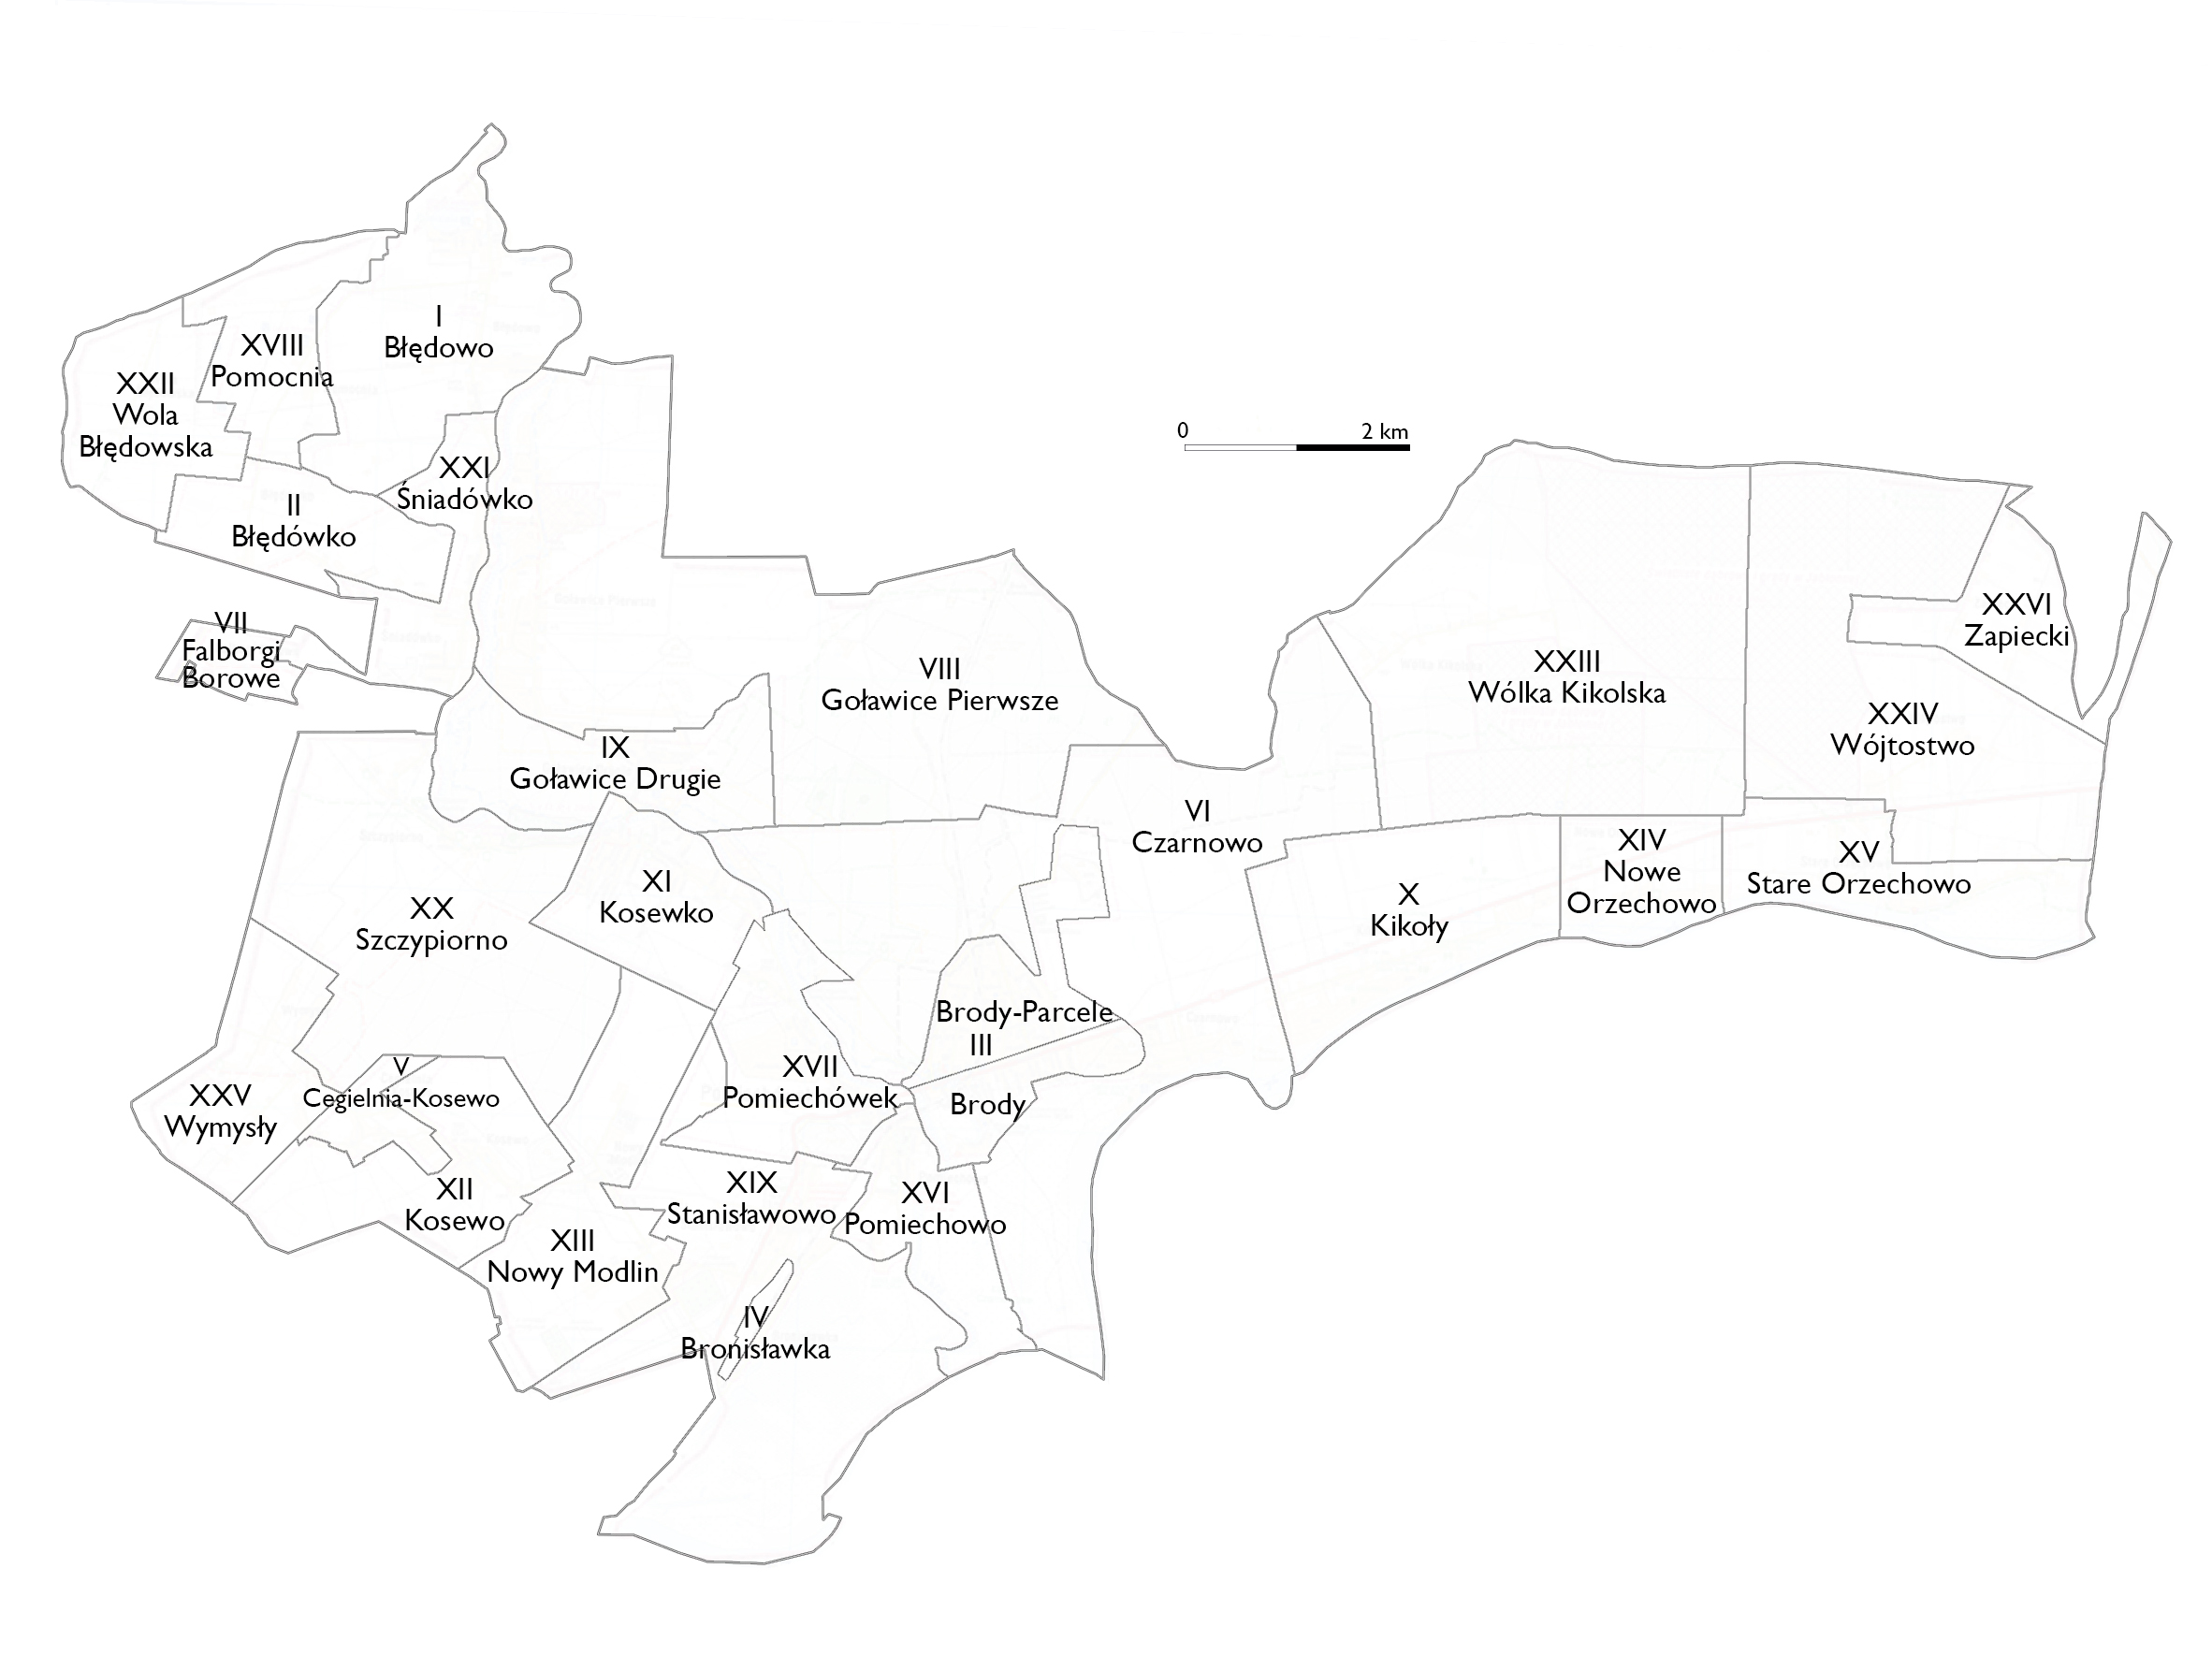 I
Błędowo
XVIII
Pomocnia
XXII
Wola
Błędowska
0 2 km
XXI
Śniadówko
II
Błędówko
VII
Falborgi
Borowe
XXVI
Zapiecki
VIII
Goławice Pierwsze
XXIII
Wólka Kikolska
XXIV
Wójtostwo
IX
Goławice Drugie
VI
Czarnowo
XIV
Nowe
Orzechowo
XV
Stare Orzechowo
XI
Kosewko
X
Kikoły
XX
Szczypiorno
Brody-Parcele
III
Brody
XVII
Pomiechówek
V
Cegielnia-Kosewo
XXV
Wymysły
XII
Kosewo
XIX
Stanisławowo
XVI
Pomiechowo
XIII
Nowy Modlin
IV
Bronisławka